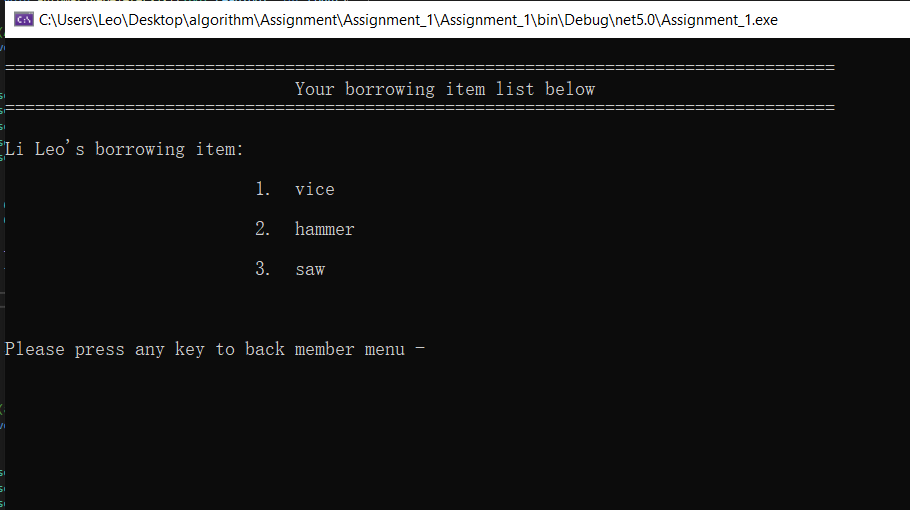 C:\Users\Leo\Desktop\algorithm\Assignment\Assignment_1\Assignment_1\bin\Debug\net5.0\Assignment_1.exe
===================================================================================
Your borrowing item list below
===================================================================================
Li Leo's borrowing item:
1. vice
2. hammer
3. saw
Please press any key to back member menu -